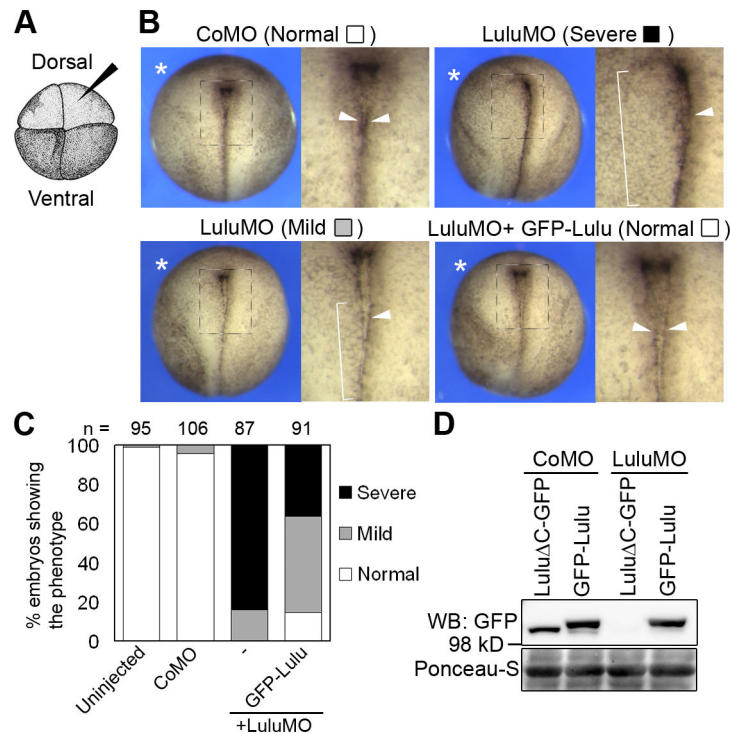 A
Dorsal
Ventral
B
CoMO (Normal □ )
LuluMO (Severe ■ )
*
*
LuluMO (Mild ■ )
LuluMO+ GFP-Lulu (Normal □ )
*
*
C
n = 95 106 87 91
% embryos showing
the phenotype
100
80
60
40
20
0
Severe
Mild
Normal
Uninjected
CoMO
-
GFP-Lulu
+LuluMO
D
CoMO LuluMO
LuluΔC-GFP
GFP-Lulu
LuluΔC-GFP
GFP-Lulu
WB: GFP
98 kD
Ponceau-S